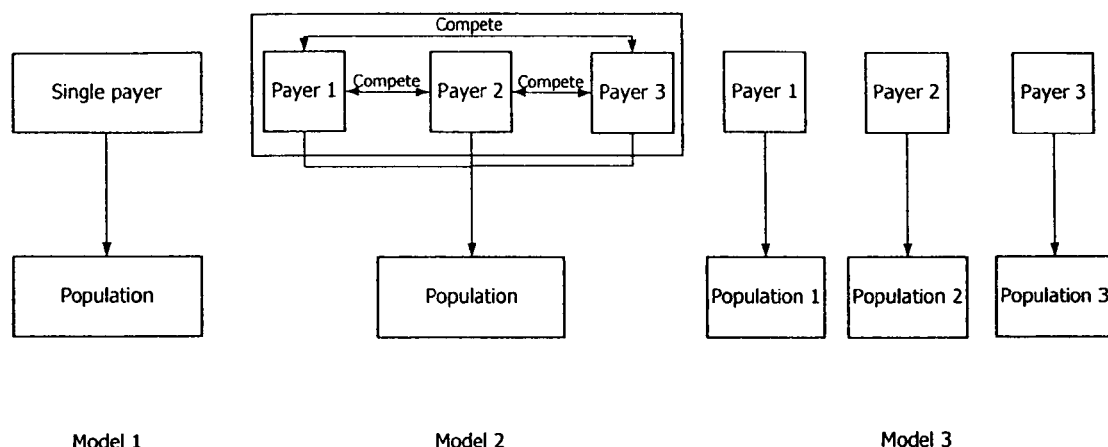 Compete
Single payer
Payer 1
Compete
Payer 2
Compete
Payer 3
Payer 1
Payer 2
Payer 3
Population
Population
Population 1
Population 2
Population 3
Model 1
Model 2
Model 3